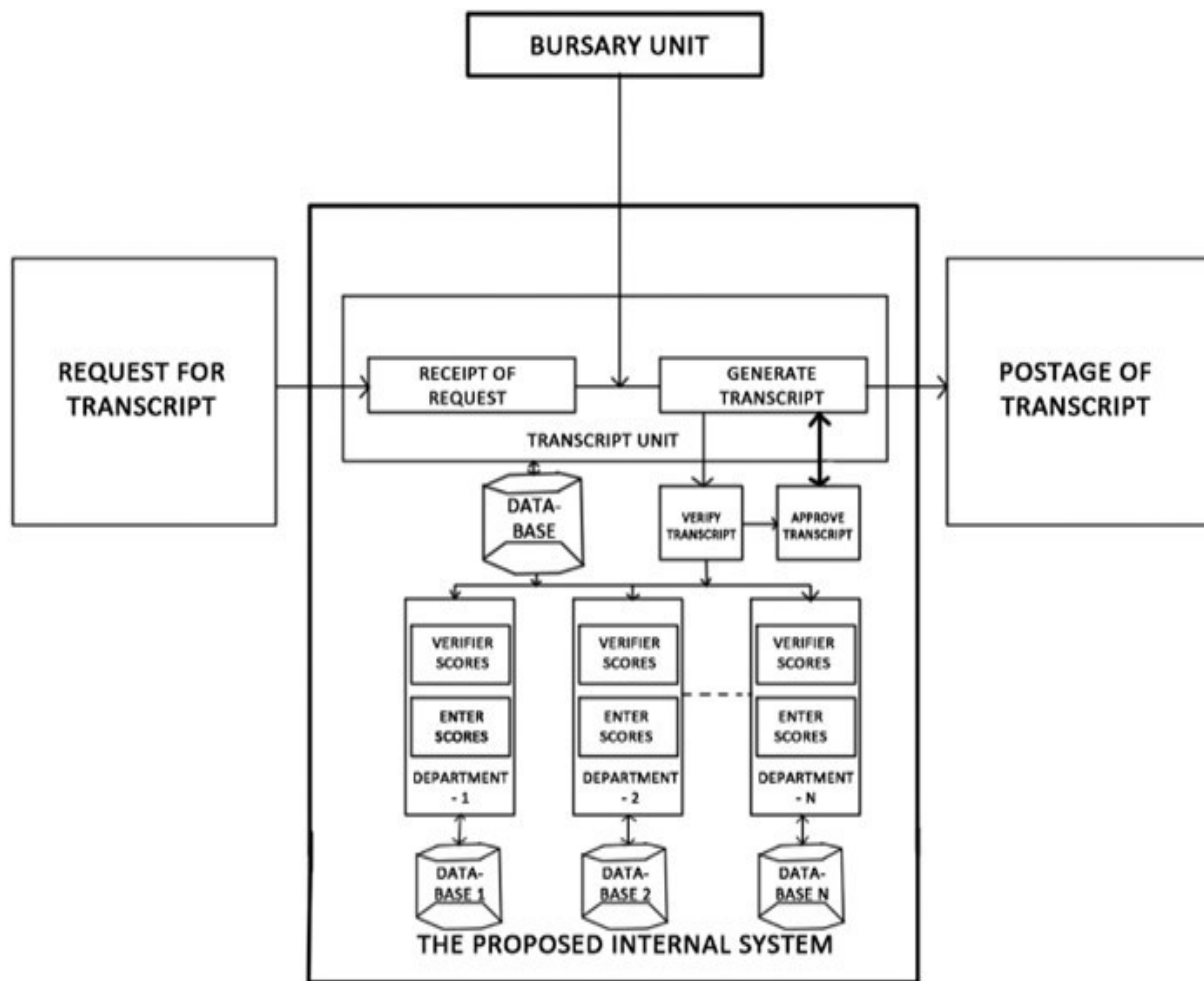 BURSARY UNIT
REQUEST FOR
TRANSCRIPT
RECEIPT OF
REQUEST
GENERATE
TRANSCRIPT
POSTAGE OF
TRANSCRIPT
TRANSCRIPT UNIT
DATA-
BASE
VERIFY
TRANSCRIPT
APPROVE
TRANSCRIPT
VERIFIER
SCORES
ENTER
SCORES
DEPARTMENT
- 1
VERIFIER
SCORES
ENTER
SCORES
DEPARTMENT
-2
VERIFIER
SCORES
ENTER
SCORES
DEPARTMENT
- N
DATA-
BASE 1
DATA-
BASE 2
DATA-
BASE N
THE PROPOSED INTERNAL SYSTEM